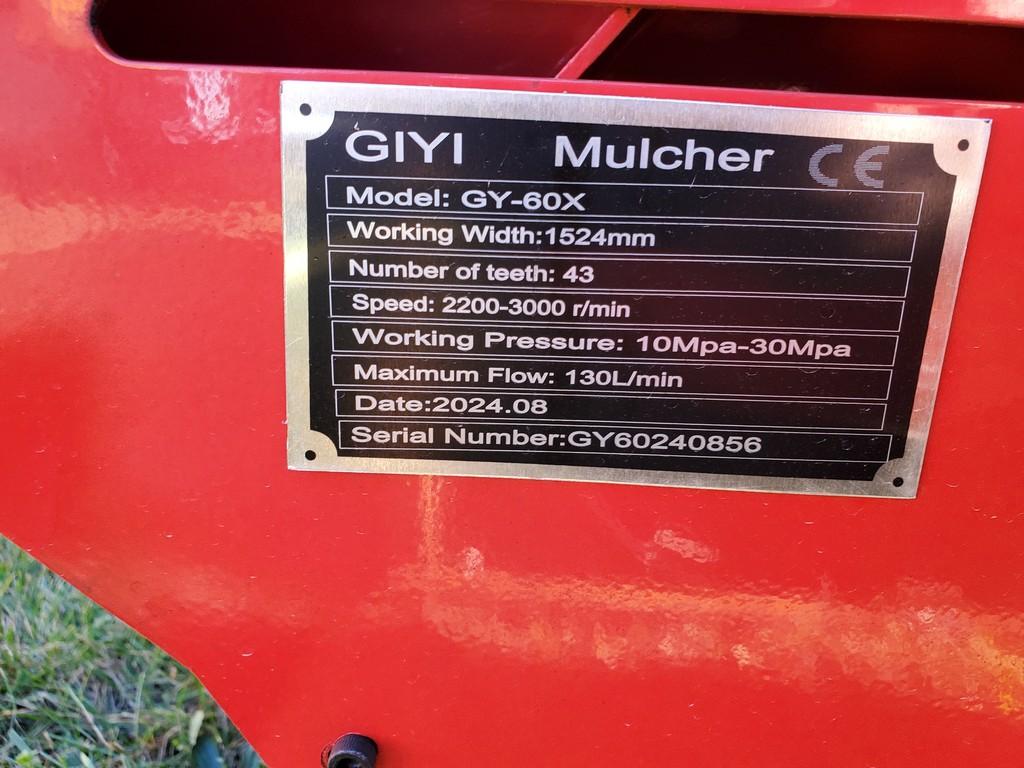 GIYI Mulcher CE
Model: GY-60X
Working Width:1524mm
Number of teeth: 43
Speed: 2200-3000 r/min
Working Pressure: 10Mpa-30Mpa
Maximum Flow: 130L/min
Date:2024.08
Serial Number:GY60240856